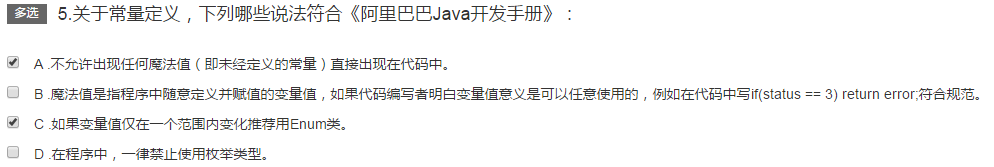 多选 5.关于常量定义，下列哪些说法符合《阿里巴巴Java开发手册》：
A .不允许出现任何魔法值（即未经定义的常量）直接出现在代码中。
B .魔法值是指程序中随意定义并赋值的变量值，如果代码编写者明白变量值意义是可以任意使用的，例如在代码中写if(status == 3) return error;符合规范。
C .如果变量值仅在一个范围内变化推荐用Enum类。
D .在程序中，一律禁止使用枚举类型。